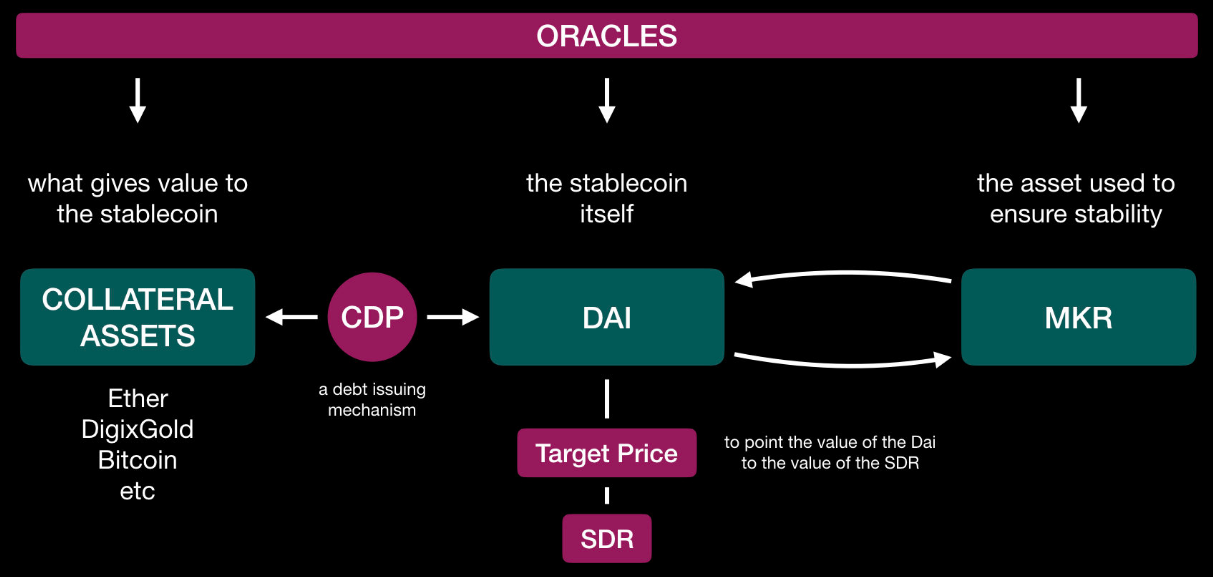 ORACLES
what gives value to
the stablecoin
the stablecoin
itself
the asset used to
ensure stability
COLLATERAL
ASSETS
CDP
DAI
MKR
Ether
DigixGold
Bitcoin
etc
a debt issuing
mechanism
Target Price
to point the value of the Dai
to the value of the SDR
SDR